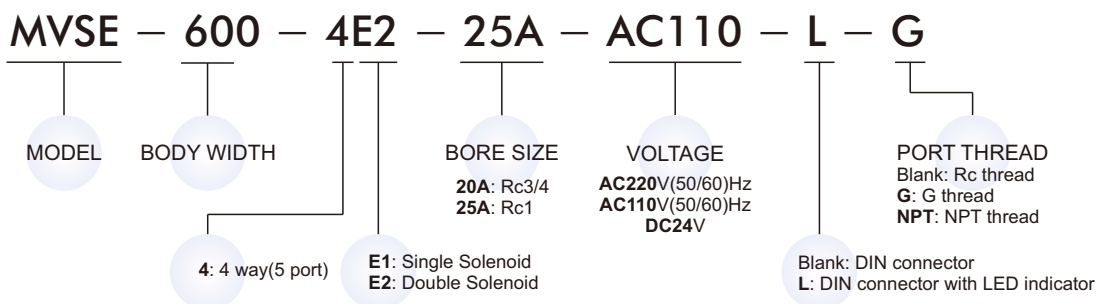 MVSE – 600 – 4E2 – 25A – AC110 – L – G
MODEL
BODY WIDTH
BORE SIZE
20A: Rc3/4
25A: Rc1
VOLTAGE
AC220V(50/60)Hz
AC110V(50/60)Hz
DC24V
PORT THREAD
Blank: Rc thread
G: G thread
NPT: NPT thread
4: 4 way(5 port)
E1: Single Solenoid
E2: Double Solenoid
Blank: DIN connector
L: DIN connector with LED indicator